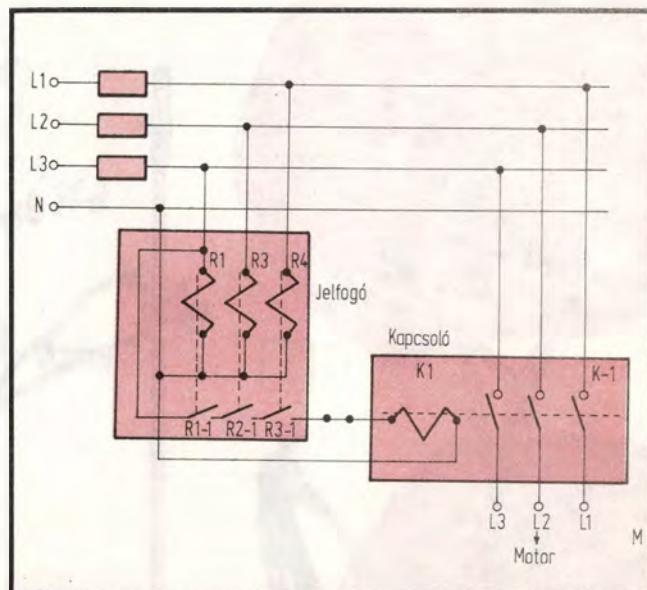 L1
L2
L3
N
R1 R3 R4
Jelfogó
Kapcsoló
K1 K-1
R1-1 R2-1 R3-1
L3 L2 L1
M
Motor